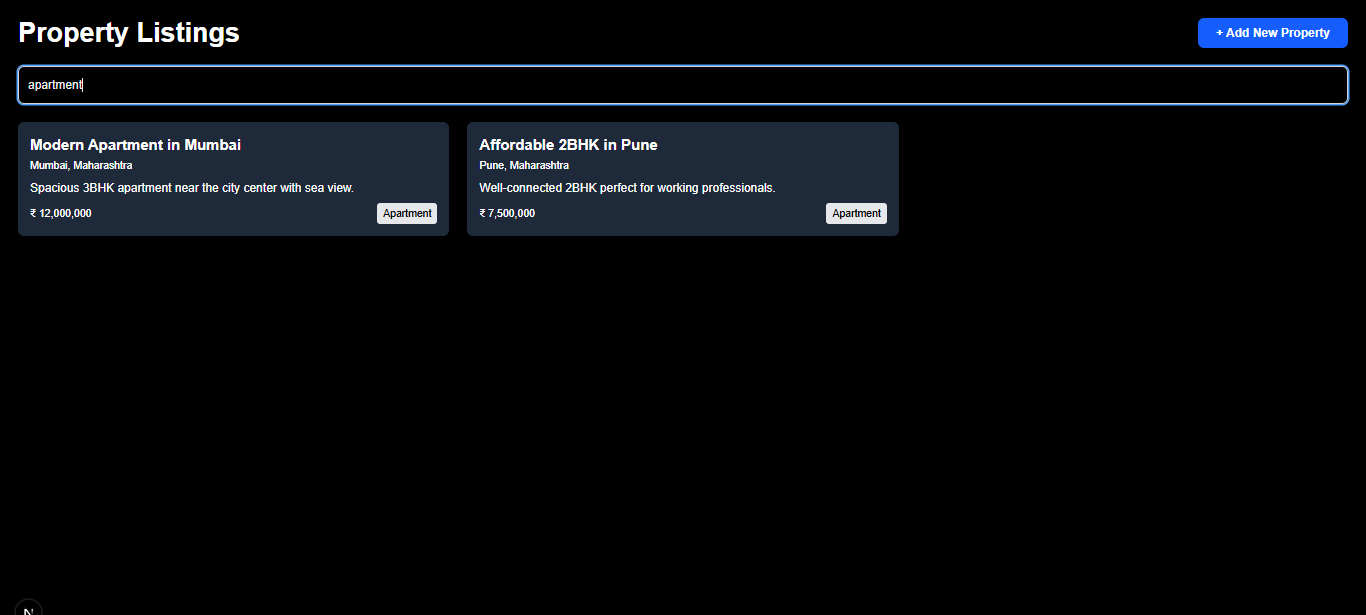 Property Listings
+ Add New Property
apartment
Modern Apartment in Mumbai
Mumbai, Maharashtra
Spacious 3BHK apartment near the city center with sea view.
₹ 12,000,000
Apartment
Affordable 2BHK in Pune
Pune, Maharashtra
Well-connected 2BHK perfect for working professionals.
₹ 7,500,000
Apartment
N